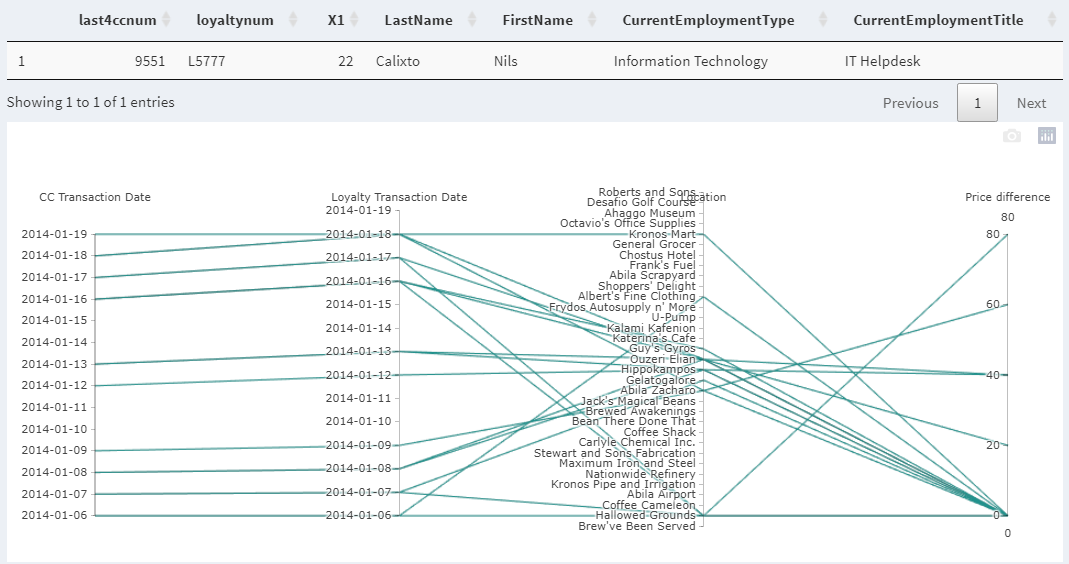 last4ccnum loyaltynum X1 LastName FirstName CurrentEmploymentType CurrentEmploymentTitle
1 9551 L5777 22 Calixto Nils Information Technology IT Helpdesk
Showing 1 to 1 of 1 entries Previous 1 Next
CC Transaction Date
2014-01-19
2014-01-18
2014-01-17
2014-01-16
2014-01-15
2014-01-14
2014-01-13
2014-01-12
2014-01-11
2014-01-10
2014-01-09
2014-01-08
2014-01-07
2014-01-06
Loyalty Transaction Date
2014-01-19
2014-01-18
2014-01-17
2014-01-16
2014-01-15
2014-01-14
2014-01-13
2014-01-12
2014-01-11
2014-01-10
2014-01-09
2014-01-08
2014-01-07
2014-01-06
Location
Roberts and Sons
Desafio Golf Course
Ahaggo Museum
Octavio's Office Supplies
Kronos Mart
General Grocer
Chostus Hotel
Frank's Fuel
Abila Scrapyard
Shoppers' Delight
Albert's Fine Clothing
Frydos Autosupply n' More
U-Pump
Kalami Kafenion
Katerina's Cafe
Guy's Gyros
Ouzeri Elian
Hippokampos
Gelatogalore
Abila Zacharo
Jack's Magical Beans
Brewed Awakenings
Bean There Done That
Coffee Shack
Carlyle Chemical Inc.
Stewart and Sons Fabrication
Maximum Iron and Steel
Nationwide Refinery
Kronos Pipe and Irrigation
Abila Airport
Coffee Cameleon
Hallowed Grounds
Brew've Been Served
Price difference
80
80
60
40
20
0
0